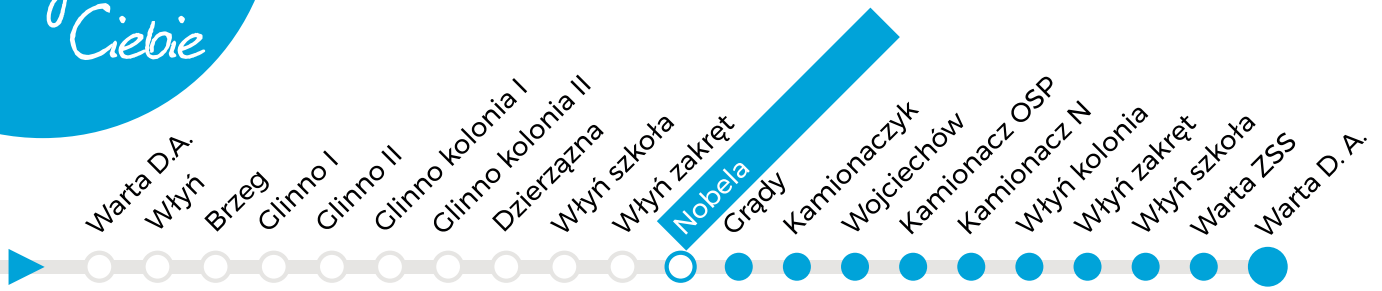 Ciebie
Warta D.A.
Włyń
Brzeg
Glinno I
Glinno II
Glinno kolonia I
Glinno kolonia II
Dzierzązna
Włyń szkoła
Włyń zakręt
Nobela
Grądy
Kamionaczyk
Wojciechów
Kamionacz OSP
Kamionacz N
Włyń kolonia
Włyń zakręt
Włyń szkoła
Warta ZSS
Warta D. A.